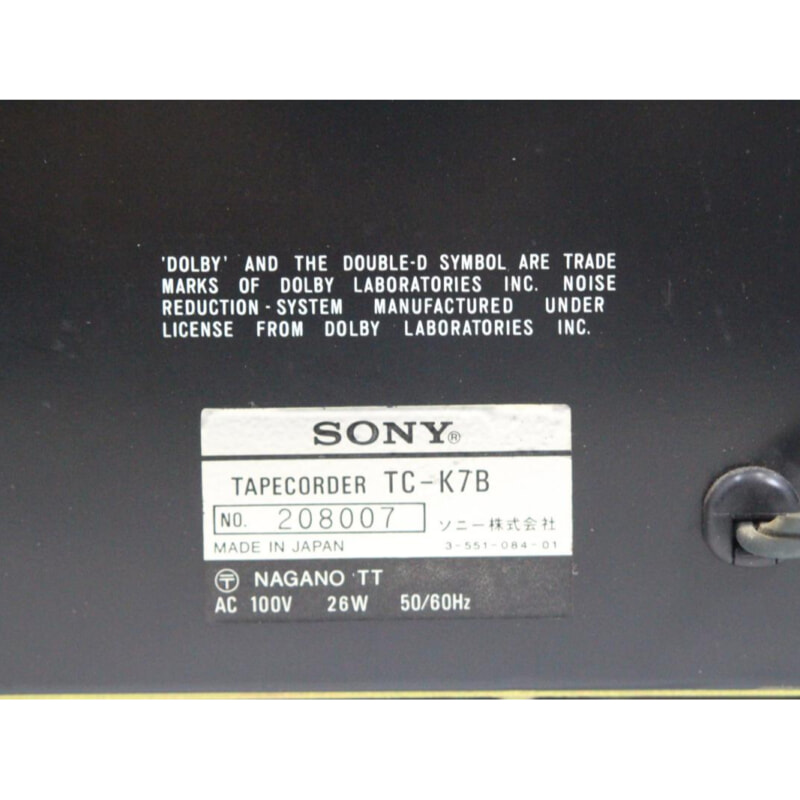 'DOLBY' AND THE DOUBLE-D SYMBOL ARE TRADE
MARKS OF DOLBY LABORATORIES INC. NOISE
REDUCTION-SYSTEM MANUFACTURED UNDER
LICENSE FROM DOLBY LABORATORIES INC.
SONY®
TAPECORDER TC-K7B
NO. 208007
ソニー株式会社
MADE IN JAPAN 3-551-084-01
〒 NAGANO TT
AC 100V 26W 50/60Hz